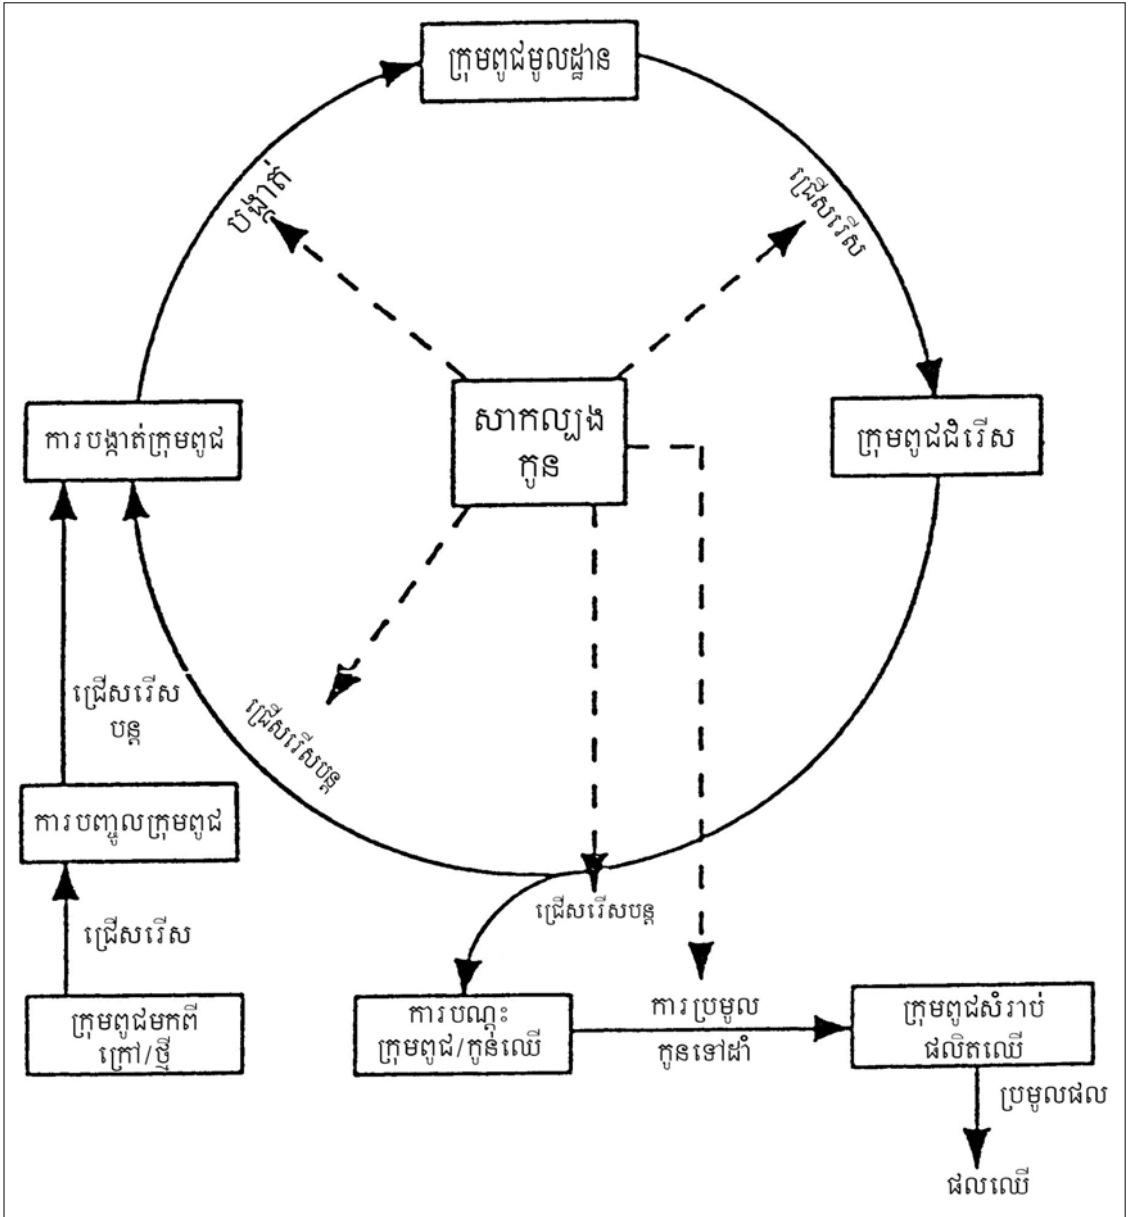 ក្រុមពូជមូលដ្ឋាន
បង្កាត់
ជ្រើសរើស
សាកល្បង
កូន
ការបង្កាត់ក្រុមពូជ
ក្រុមពូជជំរើស
ជ្រើសរើស
បន្ត
ជ្រើសរើសបន្ត
ការបញ្ចូលក្រុមពូជ
ជ្រើសរើស
ជ្រើសរើសបន្ត
ក្រុមពូជមកពី
ក្រៅ/ថ្មី
ការបណ្តុះ
ក្រុមពូជ/កូនឈើ
ការប្រមូល
កូនទៅដាំ
ក្រុមពូជសំរាប់
ផលិតឈើ
ប្រមូលផល
ផលឈើ